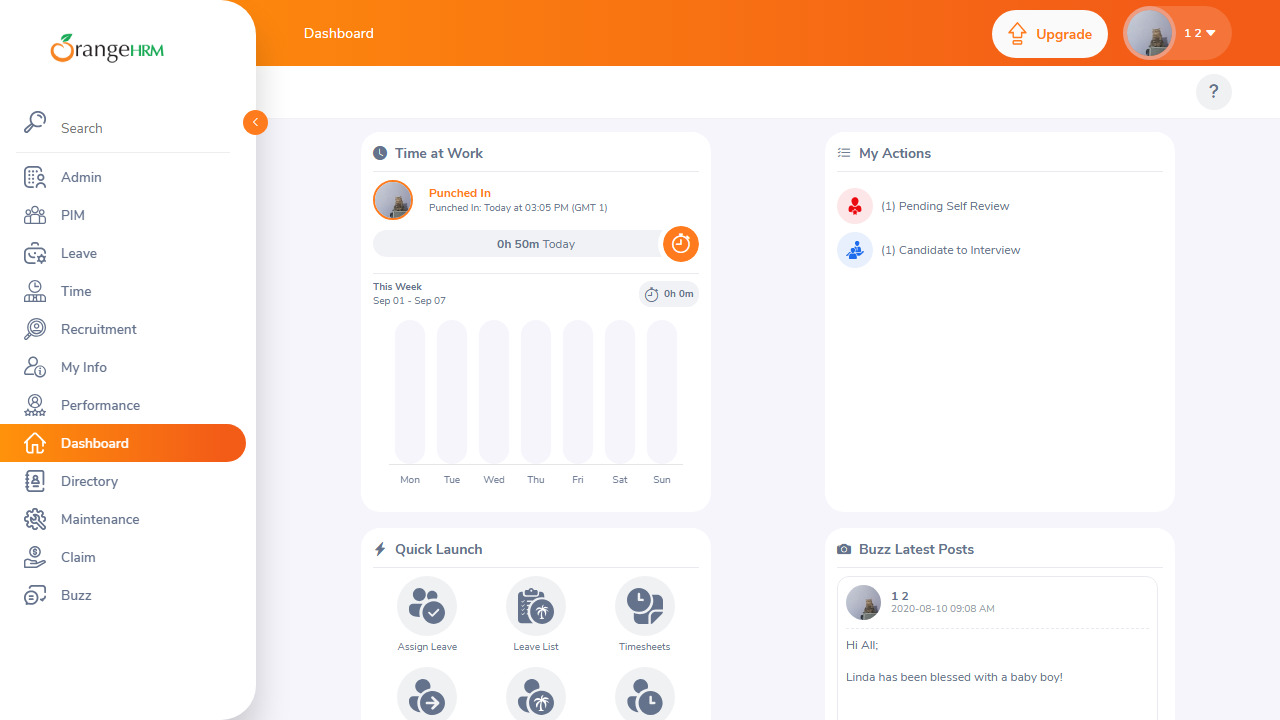 OrangeHRM
Search
Admin
PIM
Leave
Time
Recruitment
My Info
Performance
Dashboard
Directory
Maintenance
Claim
Buzz
Dashboard
Upgrade
1 2
?
Time at Work
Punched In
Punched In: Today at 03:05 PM (GMT 1)
0h 50m Today
This Week
Sep 01 - Sep 07
0h 0m
Mon Tue Wed Thu Fri Sat Sun
My Actions
(1) Pending Self Review
(1) Candidate to Interview
Quick Launch
Assign Leave
Leave List
Timesheets
Buzz Latest Posts
1 2
2020-08-10 09:08 AM
Hi All;
Linda has been blessed with a baby boy!